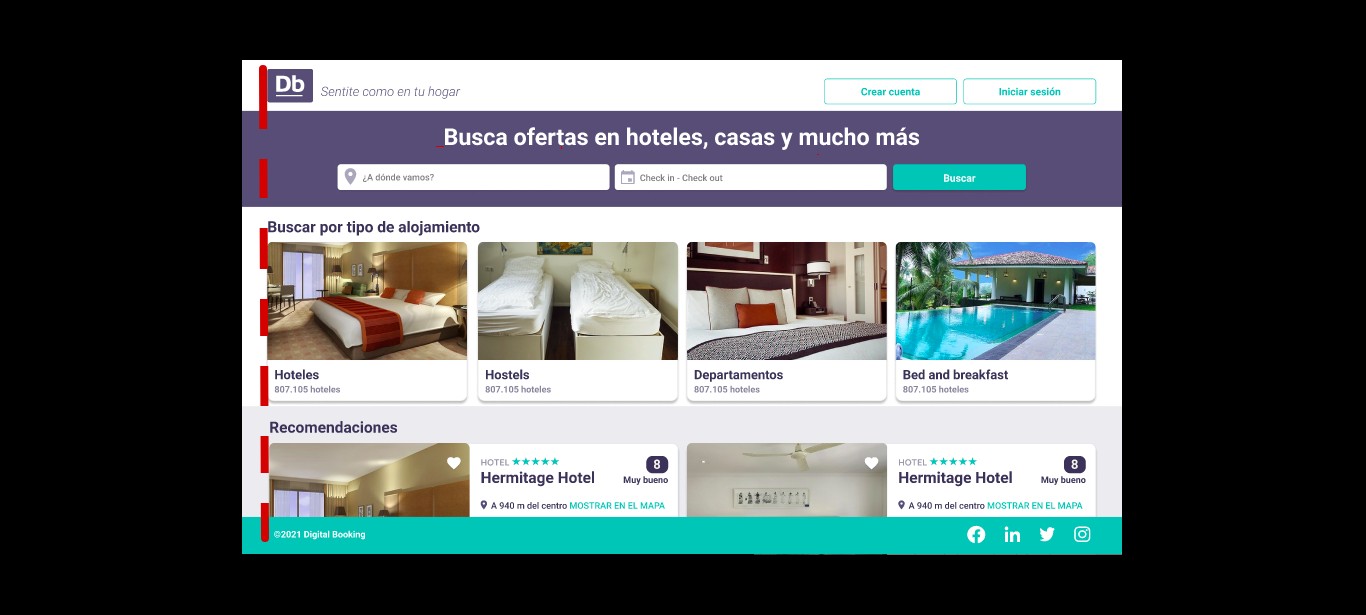 Db
Sentite como en tu hogar
Crear cuenta
Iniciar sesión
Busca ofertas en hoteles, casas y mucho más
¿A dónde vamos?
Check in - Check out
Buscar
Buscar por tipo de alojamiento
Hoteles
807.105 hoteles
Hostels
807.105 hoteles
Departamentos
807.105 hoteles
Bed and breakfast
807.105 hoteles
Recomendaciones
HOTEL
8
Hermitage Hotel
Muy bueno
A 940 m del centro MOSTRAR EN EL MAPA
HOTEL
8
Hermitage Hotel
Muy bueno
A 940 m del centro MOSTRAR EN EL MAPA
©2021 Digital Booking